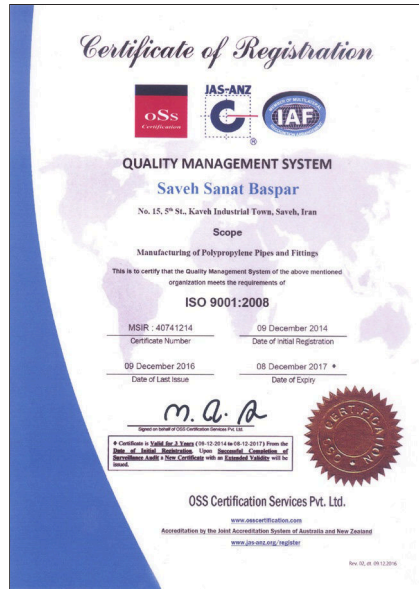 Certificate of Registration
oSs
Certification
JAS-ANZ
®
IAF
QUALITY MANAGEMENT SYSTEM
Saveh Sanat Baspar
No. 15, 5th St., Kaveh Industrial Town, Saveh, Iran
Scope
Manufacturing of Polypropylene Pipes and Fittings
This is to certify that the Quality Management System of the above mentioned
organization meets the requirements of
ISO 9001:2008
MSIR : 40741214
09 December 2014
Certificate Number
Date of Initial Registration
09 December 2016
08 December 2017 ♦
Date of Last Issue
Date of Expiry
Signed on behalf of OSS Certification Services Pvt. Ltd.
♦ Certificate is Valid for 3 Years (09-12-2014 to 08-12-2017) From the
Date of Initial Registration. Upon Successful Completion of
Surveillance Audit a New Certificate with an Extended Validity will be
issued.
CERTIFICATION
OSS
OSS Certification Services Pvt. Ltd.
www.osscertification.com
Accreditation by the Joint Accreditation System of Australia and New Zealand
www.jas-anz.org/register
Rev. 02, dt. 09.12.2016